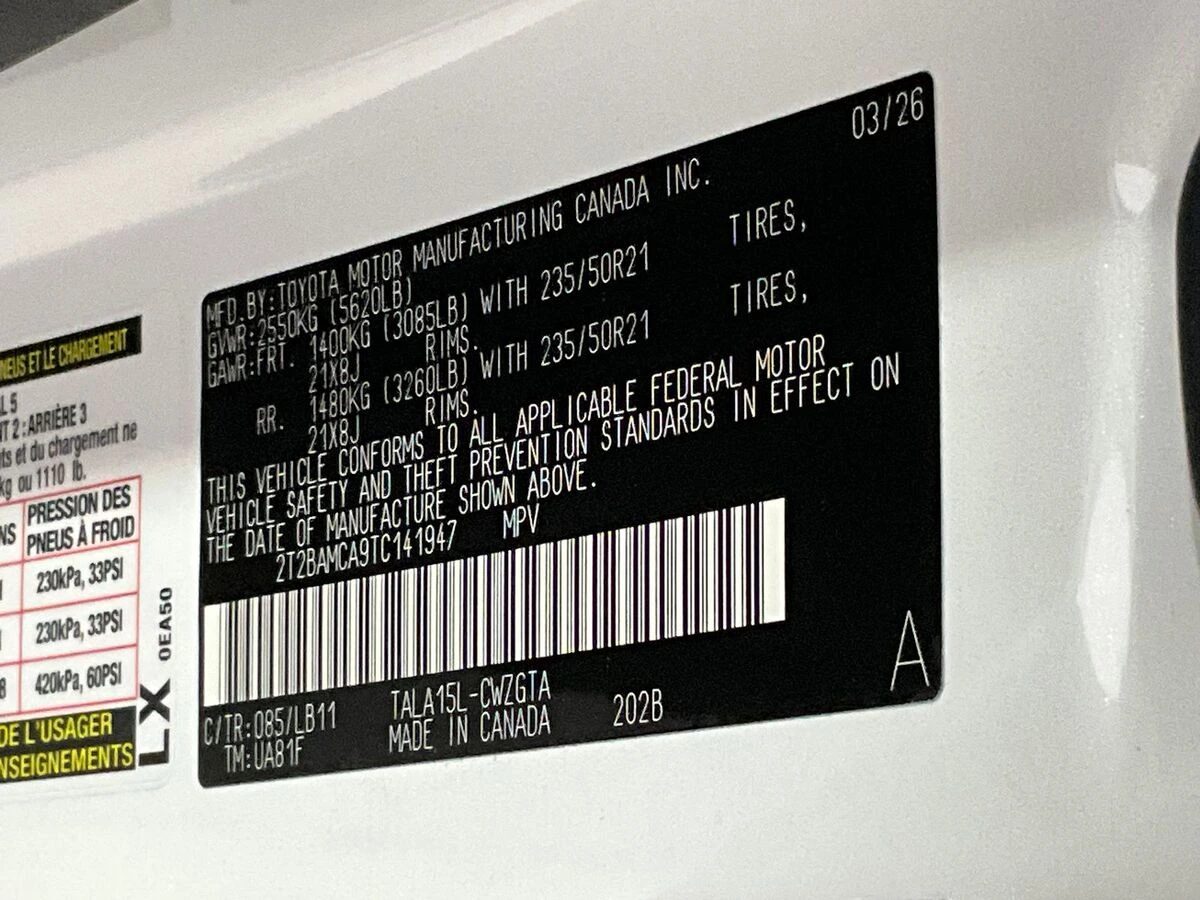 03/26
MFD.BY:TOYOTA MOTOR MANUFACTURING CANADA INC.
GVWR:2550KG (5620LB)
GAWR:FRT. 1400KG (3085LB) WITH 235/50R21 TIRES,
21X8J RIMS.
RR. 1480KG (3260LB) WITH 235/50R21 TIRES,
21X8J RIMS.
THIS VEHICLE CONFORMS TO ALL APPLICABLE FEDERAL MOTOR
VEHICLE SAFETY AND THEFT PREVENTION STANDARDS IN EFFECT ON
THE DATE OF MANUFACTURE SHOWN ABOVE.
2T2BAMCA9TC141947 MPV
C/TR:085/LB11 TALA15L-CWZGTA
TM:UA81F MADE IN CANADA 202B
A
PNEUS ET LE CHARGEMENT
L 5
NT 2 : ARRIÈRE 3
ts et du chargement ne
kg ou 1110 lb.
NS PRESSION DES
PNEUS À FROID
230kPa, 33PSI
230kPa, 33PSI
420kPa, 60PSI
DE L'USAGER
NSEIGNEMENTS
LX 0EA50